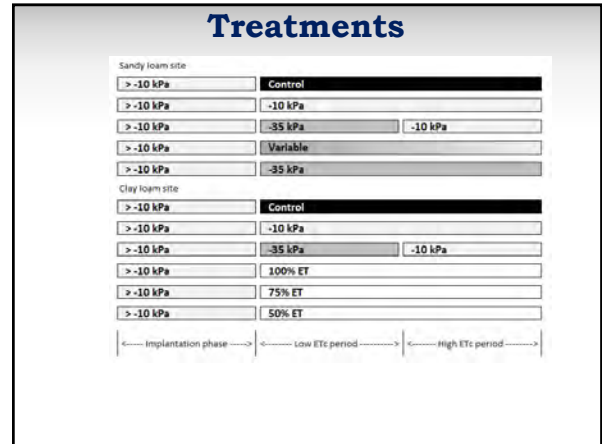 Treatments
Sandy loam site
> -10 kPa Control
> -10 kPa -10 kPa
> -10 kPa -35 kPa -10 kPa
> -10 kPa Variable
> -10 kPa -35 kPa
Clay loam site
> -10 kPa Control
> -10 kPa -10 kPa
> -10 kPa -35 kPa -10 kPa
> -10 kPa 100% ET
> -10 kPa 75% ET
> -10 kPa 50% ET
<----- Implantation phase -----> <-------- Low ETc period ----------> <------- High ETc period -------->